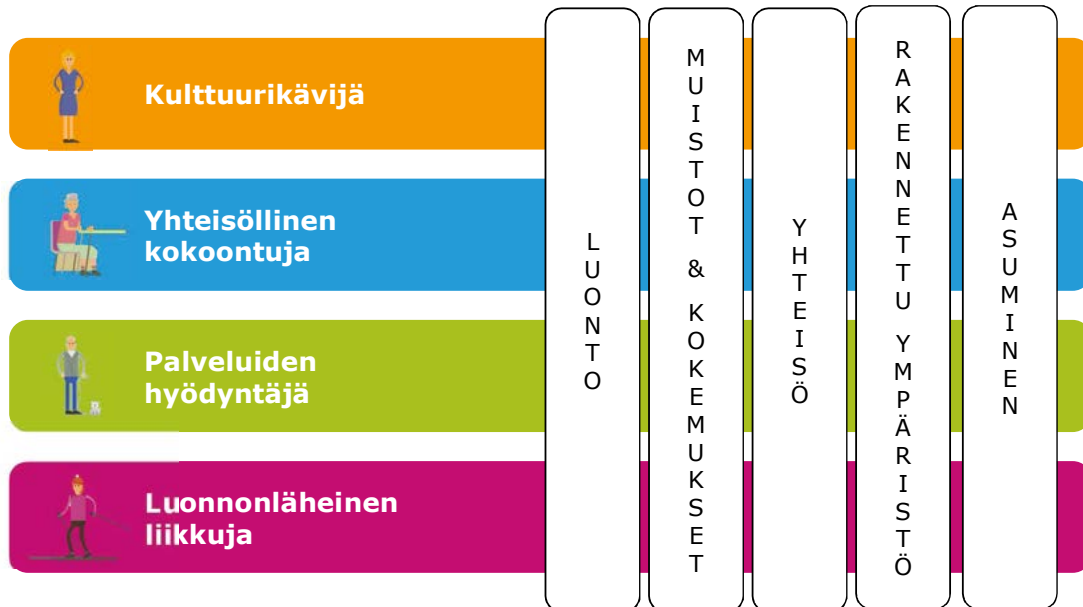 Kulttuurikävijä
Yhteisöllinen
kokoontuja
Palveluiden
hyödyntäjä
Luonnonläheinen
liikkuja
LUONTO
MUISTOT & KOKEMUKSET
YHTEISÖ
RAKENNETTU YMPÄRISTÖ
ASUMINEN